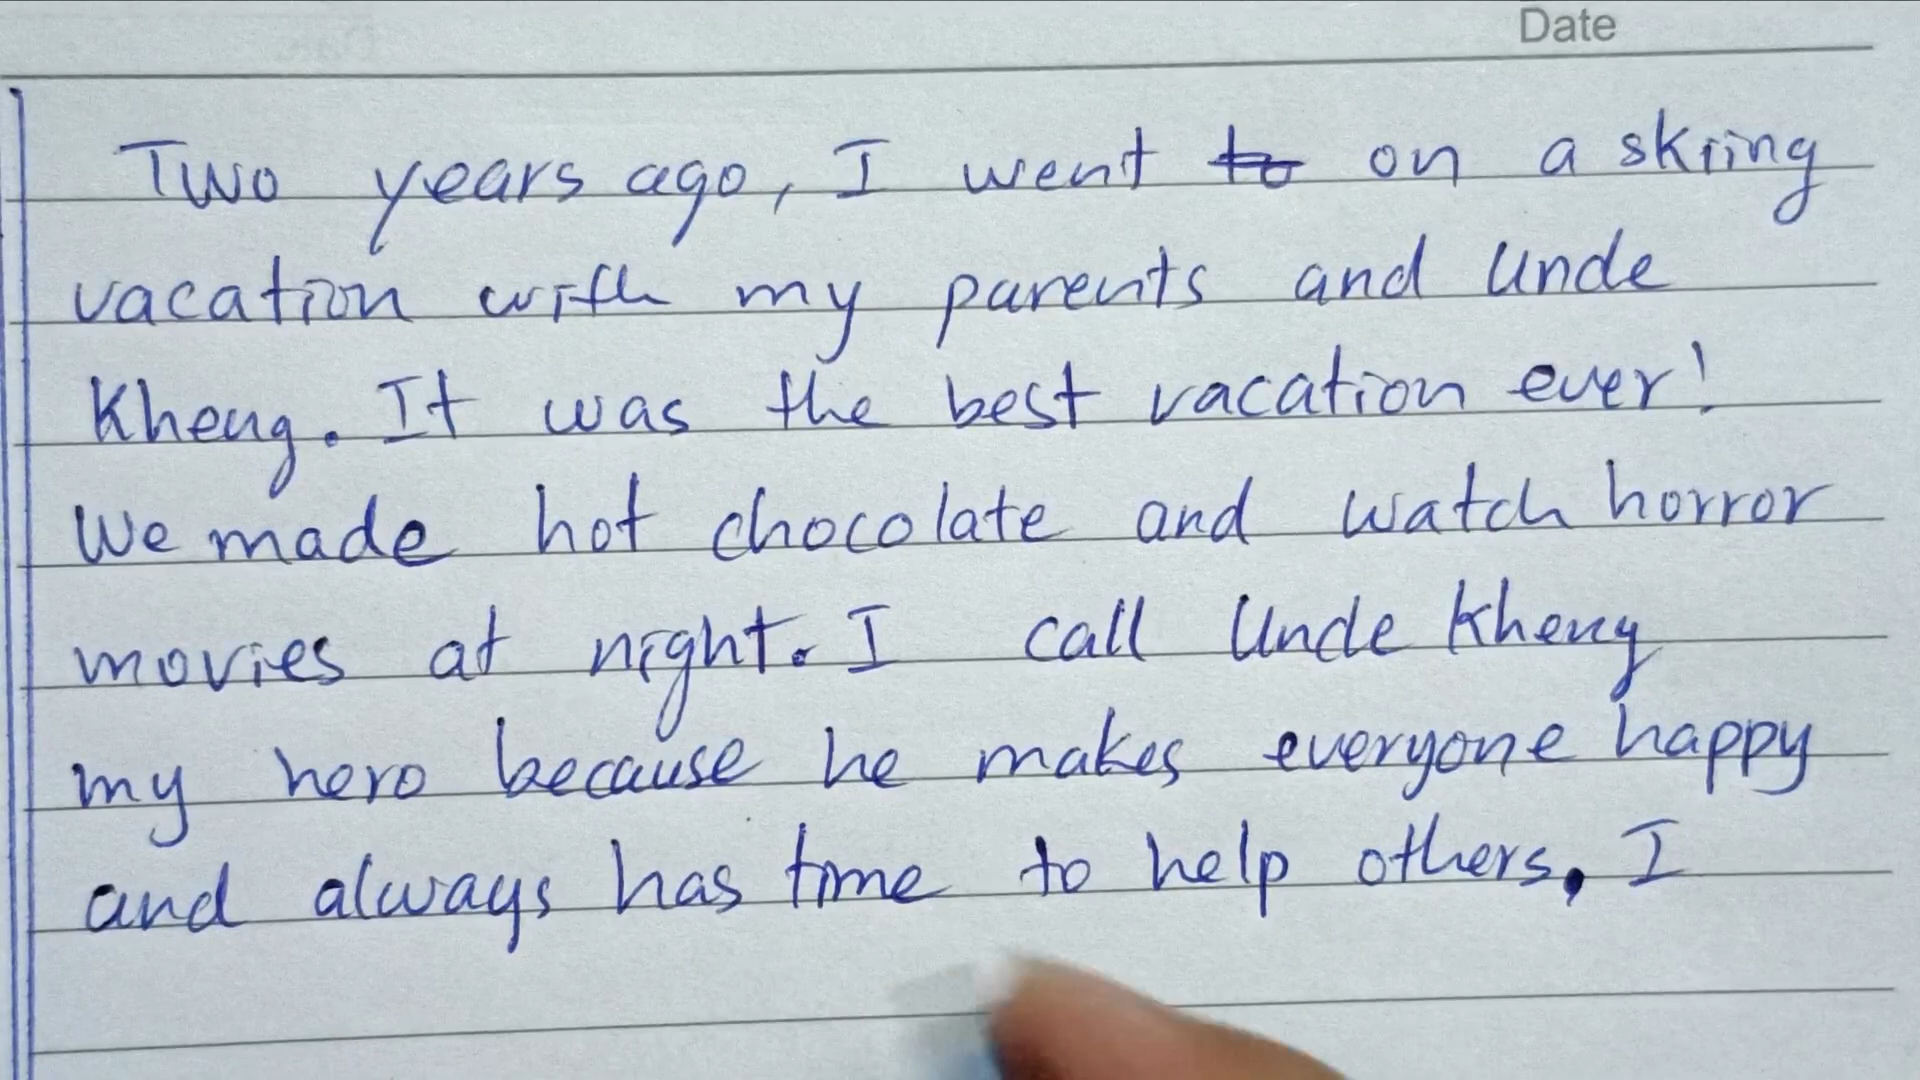 Date
Two years ago, I went to on a skiing
vacation with my parents and Uncle
Kheng. It was the best vacation ever!
We made hot chocolate and watch horror
movies at night. I call Uncle Kheng
my hero because he makes everyone happy
and always has time to help others. I